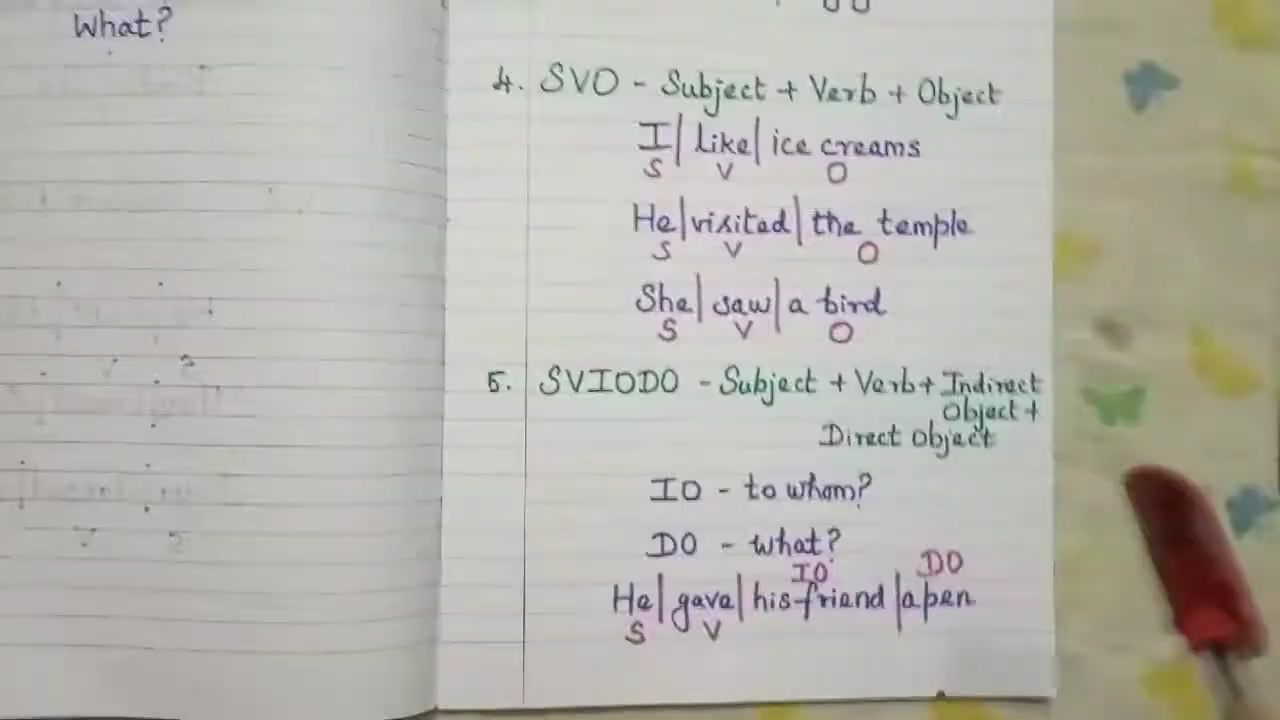 What?
4. SVO - Subject + Verb + Object
I| like| ice creams
S V O
He|visited| the temple
S V O
She| saw| a bird
S V O
5. SVIODO - Subject + Verb + Indirect
Object +
Direct object
IO - to whom?
DO - what?
IO DO
He| gave| his friend |a pen
S V